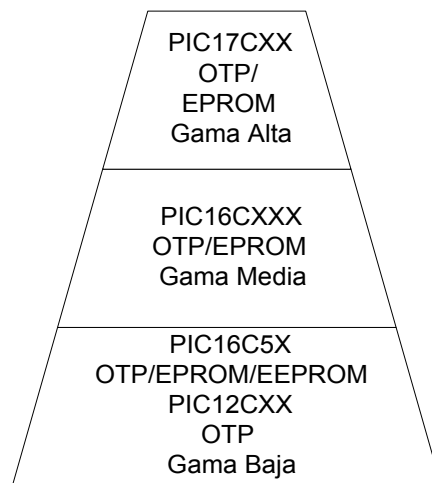 PIC17CXX
OTP/
EPROM
Gama Alta
PIC16CXXX
OTP/EPROM
Gama Media
PIC16C5X
OTP/EPROM/EEPROM
PIC12CXX
OTP
Gama Baja